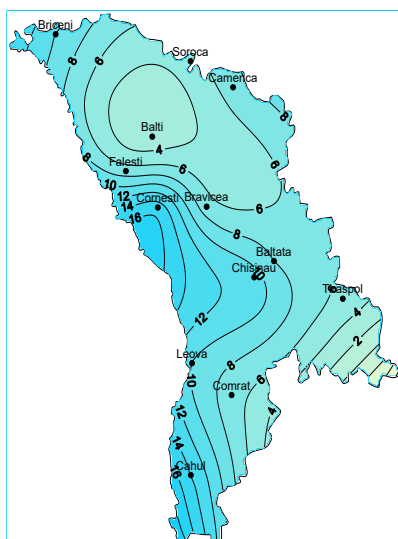 Briceni
Soroca
8
6
Camenca
8
Balti
4
8
Falesti
6
6
10
12
Cornesti
Bravicea
14
6
16
8
Baltata
Chisinau
10
6
Tiraspol
12
4
2
Leova
8
10
6
Comrat
12
4
14
16
Cahul